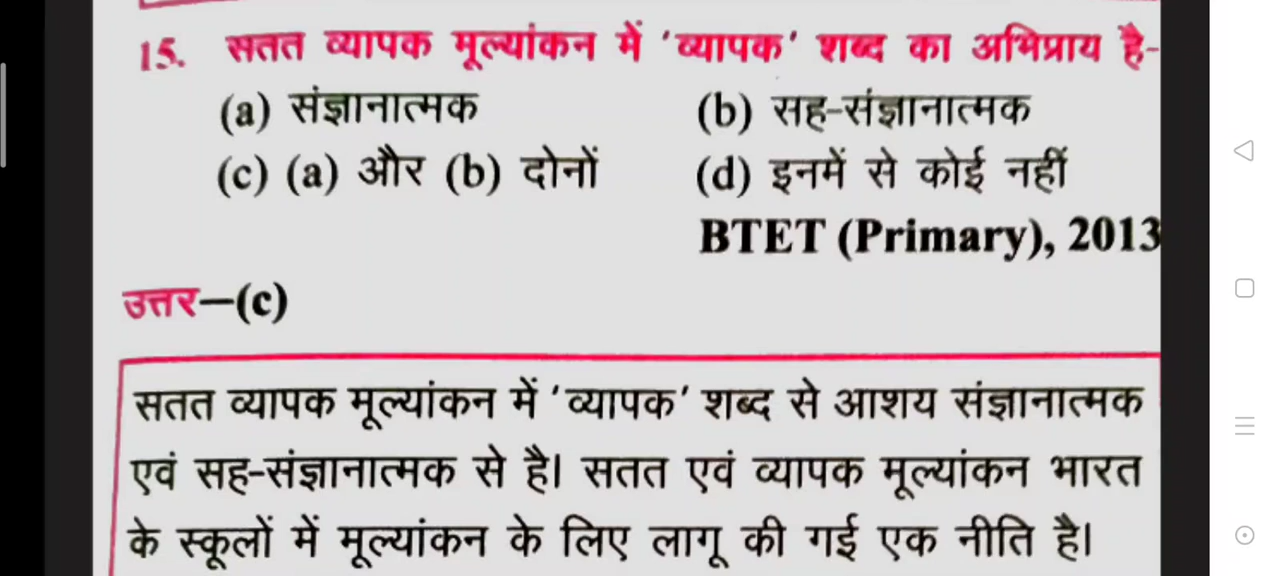 15. सतत व्यापक मूल्यांकन में 'व्यापक' शब्द का अभिप्राय है-
(a) संज्ञानात्मक (b) सह-संज्ञानात्मक
(c) (a) और (b) दोनों (d) इनमें से कोई नहीं
BTET (Primary), 2013
उत्तर—(c)
सतत व्यापक मूल्यांकन में 'व्यापक' शब्द से आशय संज्ञानात्मक
एवं सह-संज्ञानात्मक से है। सतत एवं व्यापक मूल्यांकन भारत
के स्कूलों में मूल्यांकन के लिए लागू की गई एक नीति है।